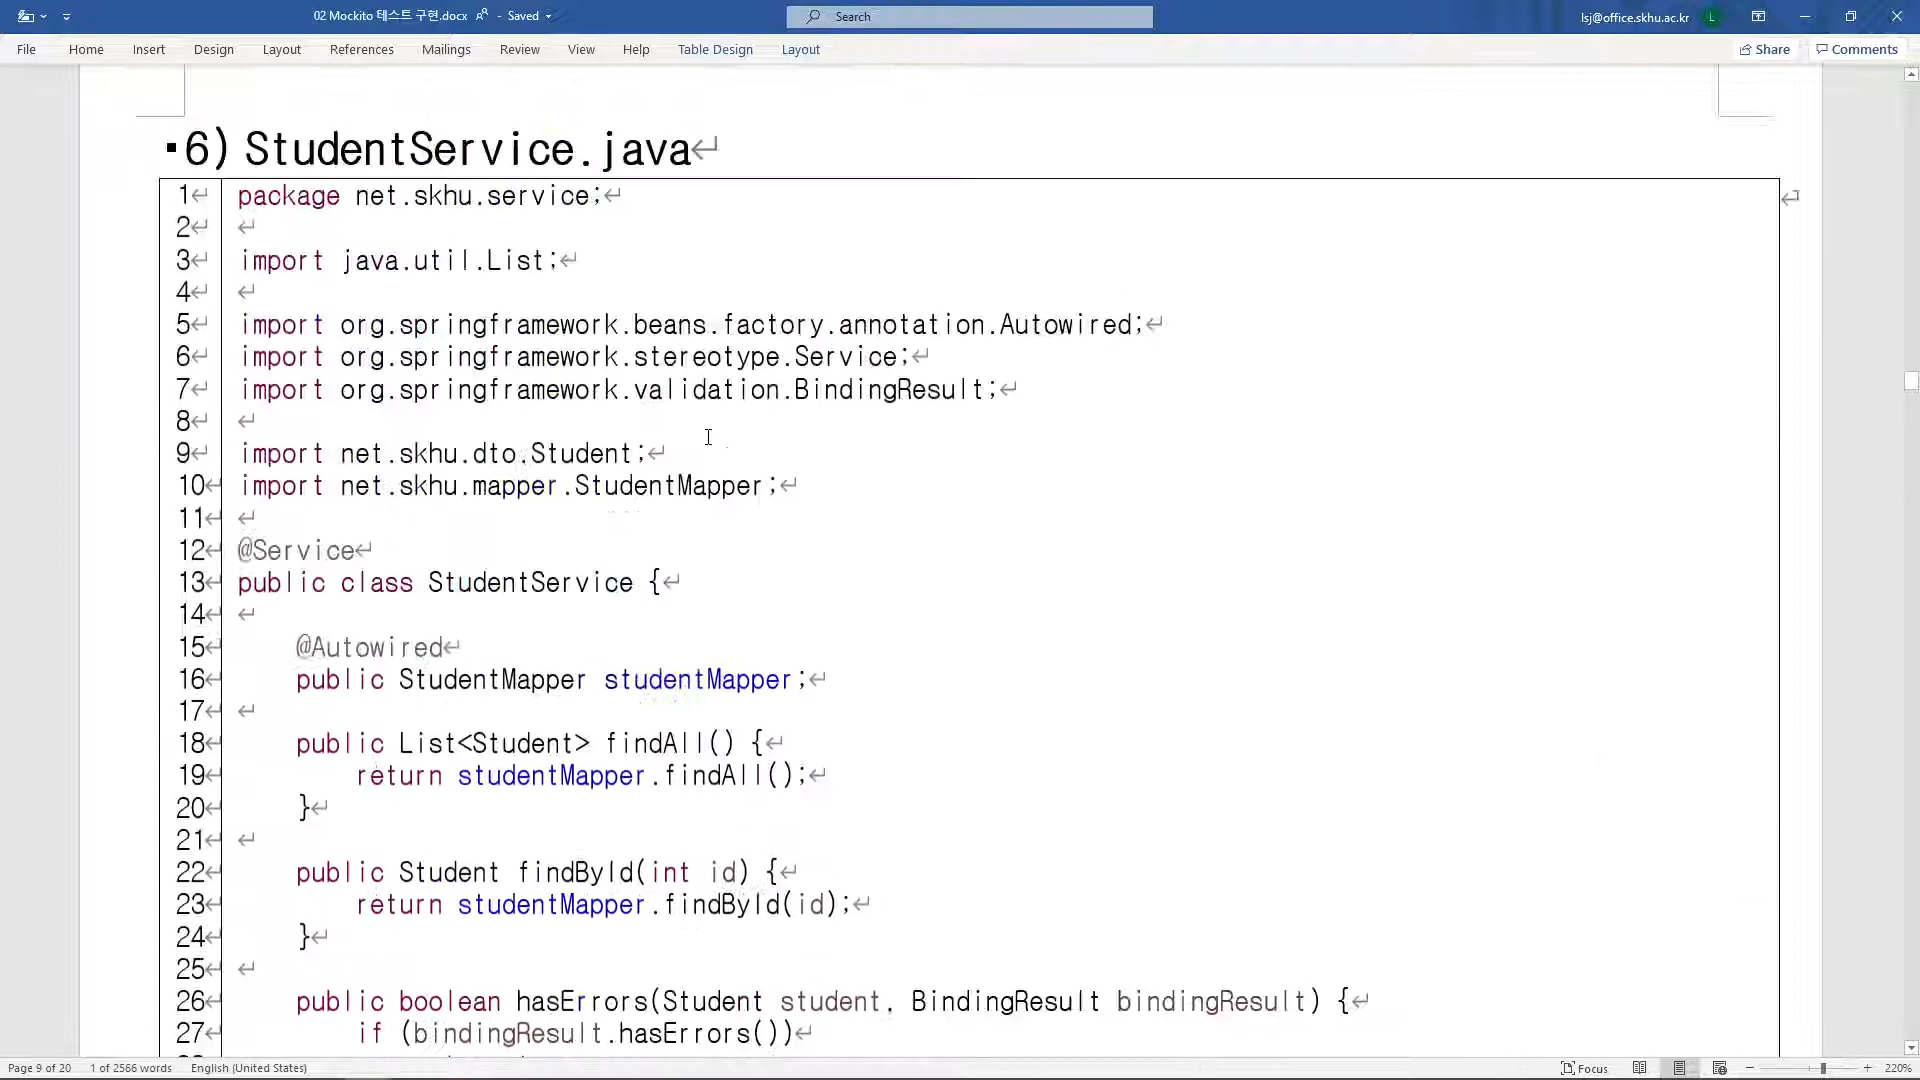 02 Mockito 테스트 구현.docx - Saved
Search
lsj@office.skhu.ac.kr L
File Home Insert Design Layout References Mailings Review View Help Table Design Layout Share Comments
6) StudentService.java
1 package net.skhu.service;
2
3 import java.util.List;
4
5 import org.springframework.beans.factory.annotation.Autowired;
6 import org.springframework.stereotype.Service;
7 import org.springframework.validation.BindingResult;
8
9 import net.skhu.dto.Student;
10 import net.skhu.mapper.StudentMapper;
11
12 @Service
13 public class StudentService {
14
15 @Autowired
16 public StudentMapper studentMapper;
17
18 public List<Student> findAll() {
19 return studentMapper.findAll();
20 }
21
22 public Student findById(int id) {
23 return studentMapper.findById(id);
24 }
25
26 public boolean hasErrors(Student student, BindingResult bindingResult) {
27 if (bindingResult.hasErrors())
Page 9 of 20 1 of 2566 words English (United States) Focus 220%